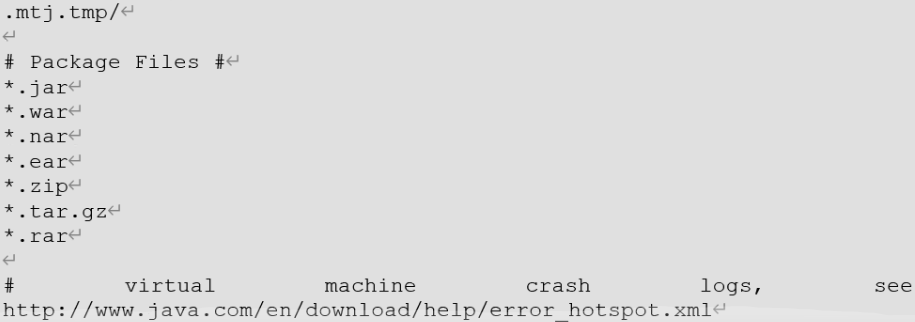 .mtj.tmp/
# Package Files #
*.jar
*.war
*.nar
*.ear
*.zip
*.tar.gz
*.rar
# virtual machine crash logs, see
http://www.java.com/en/download/help/error_hotspot.xml